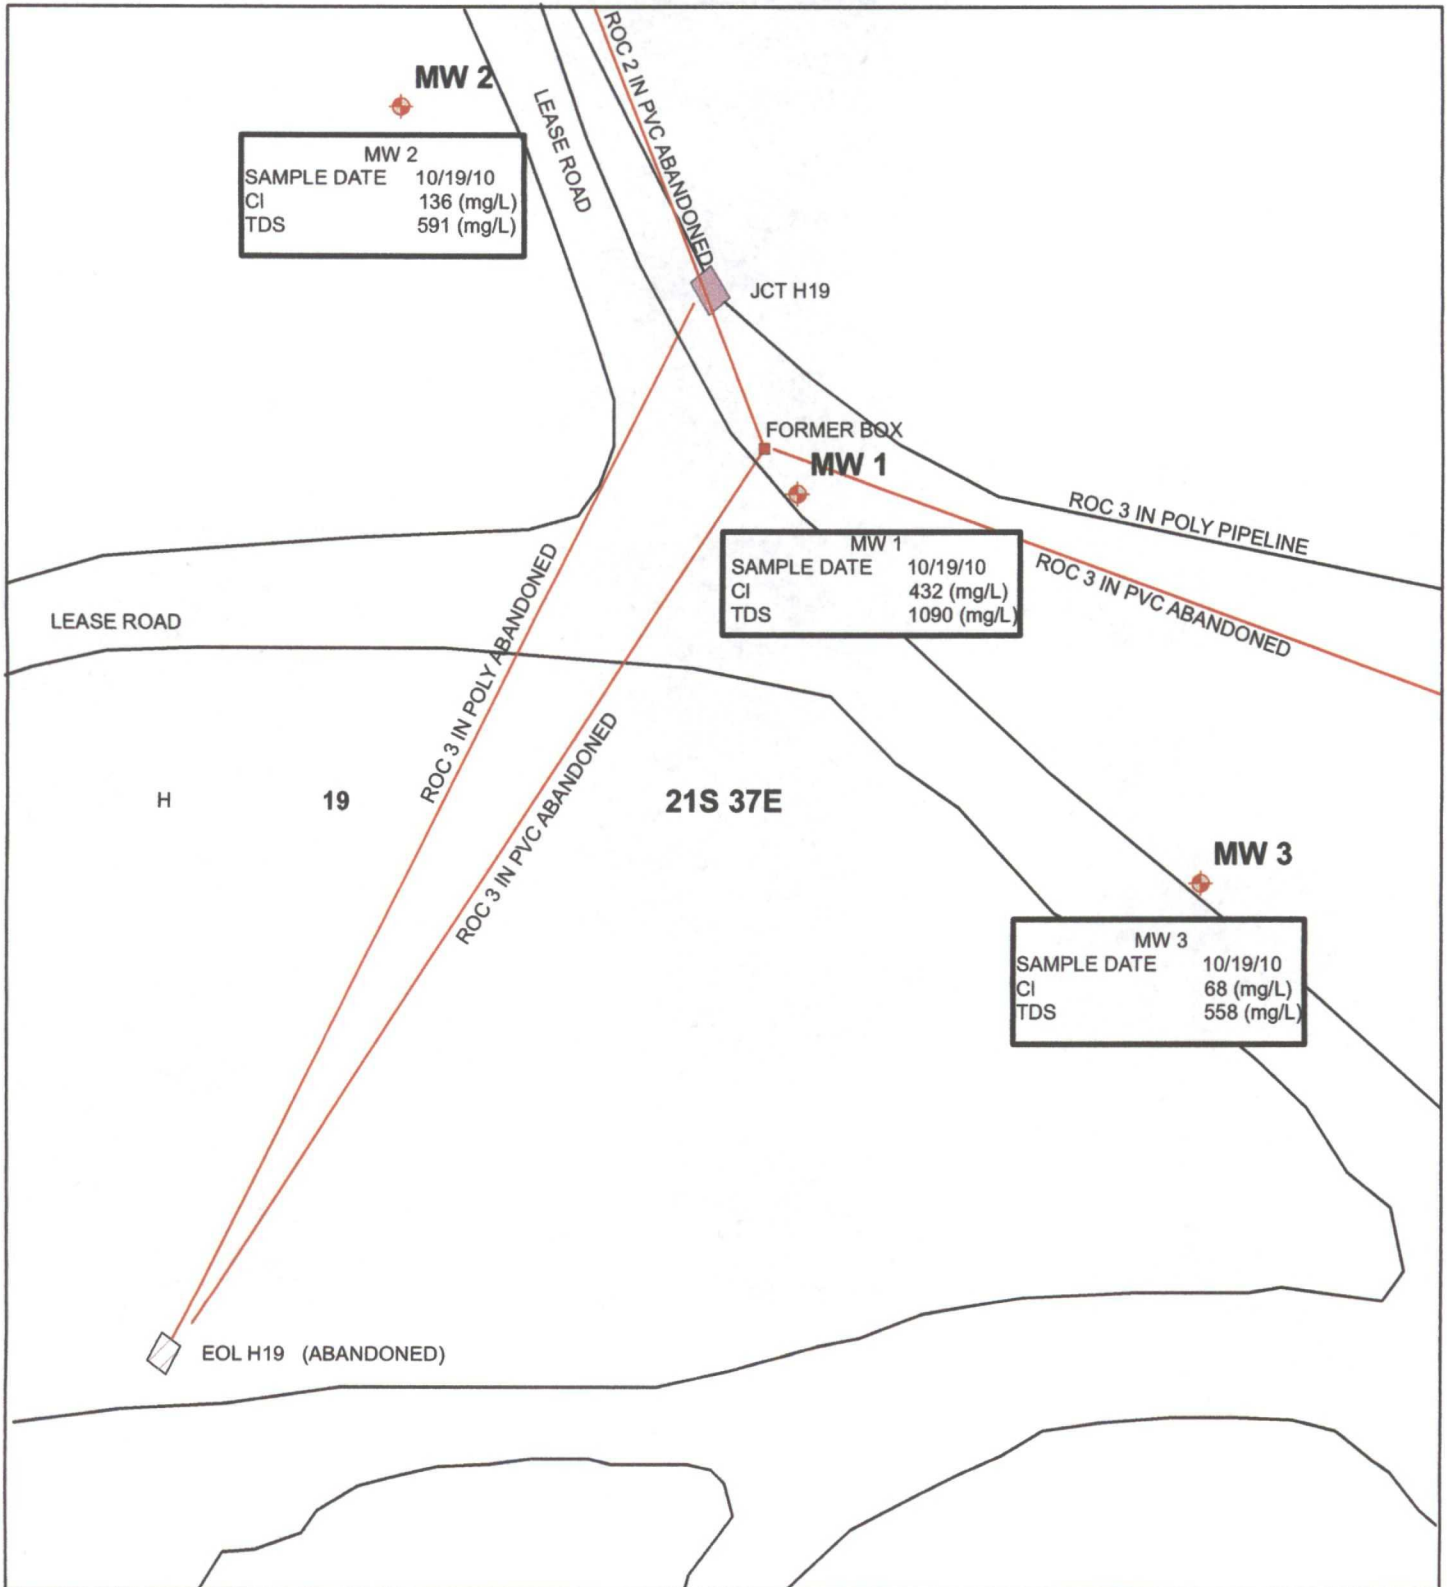 ROC 2 IN PVC ABANDONED
MW 2
LEASE ROAD
MW 2
SAMPLE DATE 10/19/10
Cl 136 (mg/L)
TDS 591 (mg/L)
JCT H19
FORMER BOX
MW 1
ROC 3 IN POLY PIPELINE
MW 1
SAMPLE DATE 10/19/10
Cl 432 (mg/L)
TDS 1090 (mg/L)
ROC 3 IN PVC ABANDONED
LEASE ROAD
ROC 3 IN POLY ABANDONED
ROC 3 IN PVC ABANDONED
H 19 21S 37E
MW 3
MW 3
SAMPLE DATE 10/19/10
Cl 68 (mg/L)
TDS 558 (mg/L)
EOL H19 (ABANDONED)